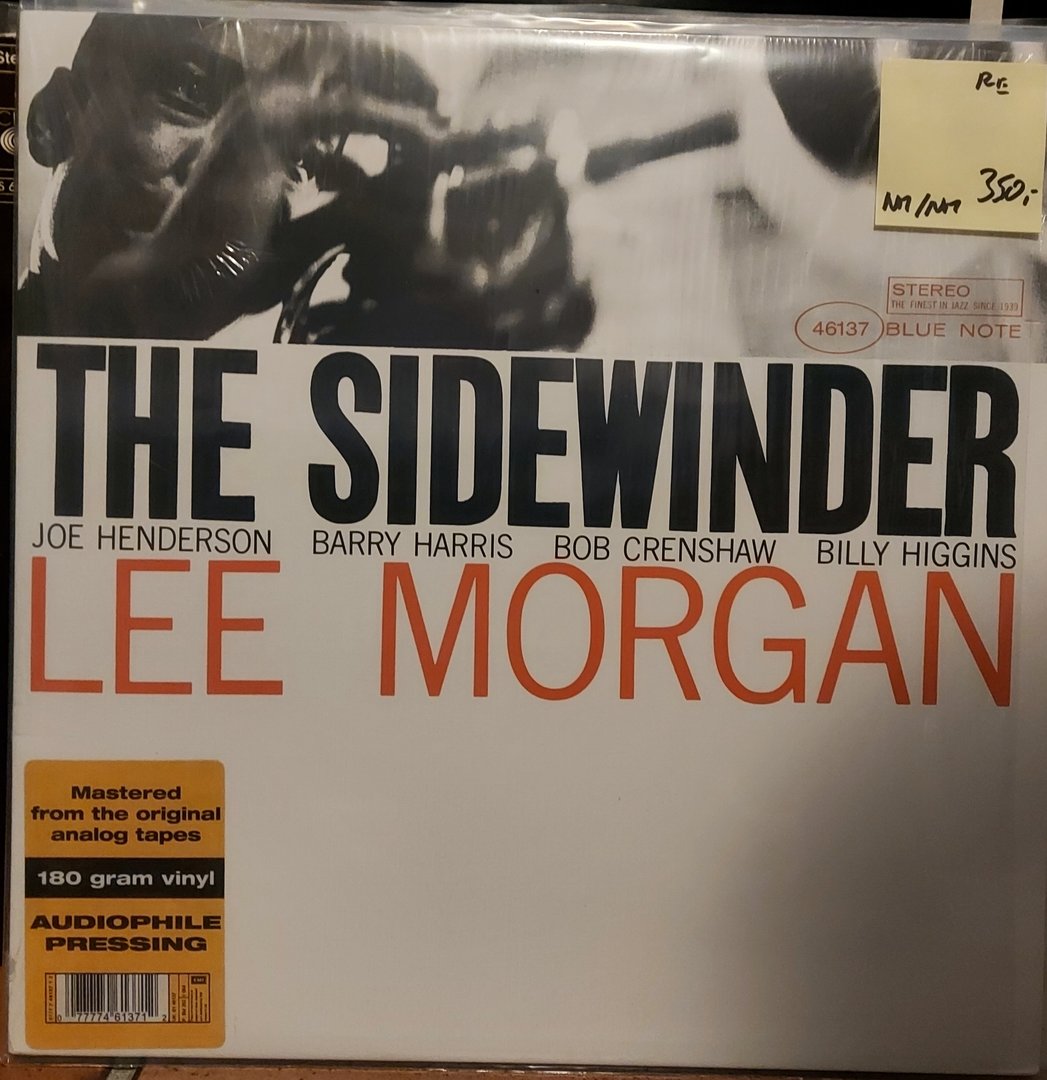 RE
NM/NM 350,-
STEREO
THE FINEST IN JAZZ SINCE 1939
46137 BLUE NOTE
THE SIDEWINDER
JOE HENDERSON BARRY HARRIS BOB CRENSHAW BILLY HIGGINS
LEE MORGAN
Mastered
from the original
analog tapes
180 gram vinyl
AUDIOPHILE
PRESSING
0 77774 61371 2